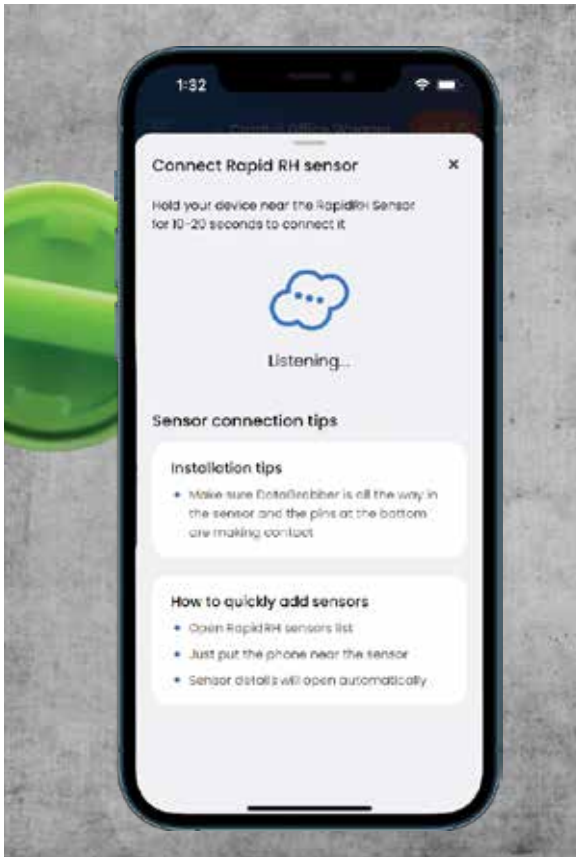 1:32
Connect Rapid RH sensor
Hold your device near the RapidRH Sensor
for 10-20 seconds to connect it
Listening...
Sensor connection tips
Installation tips
• Make sure DataGrabber is all the way in
the sensor and the pins at the bottom
are making contact
How to quickly add sensors
• Open RapidRH sensors list
• Just put the phone near the sensor
• Sensor details will open automatically